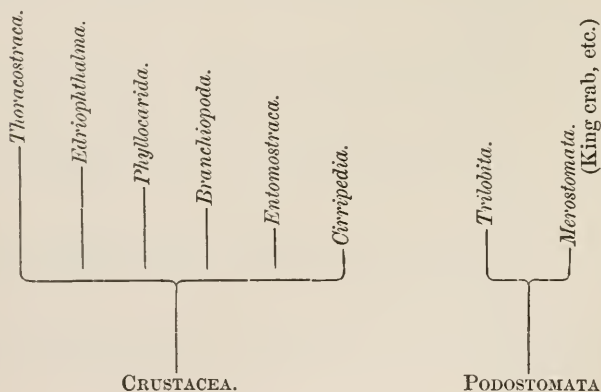 Thoracostraca.
Edriophthalma.
Phyllocarida.
Branchiopoda.
Entomostraca.
Cirripedia.
Trilobita.
Merostomata.
(King crab, etc.)
CRUSTACEA.
PODOSTOMATA